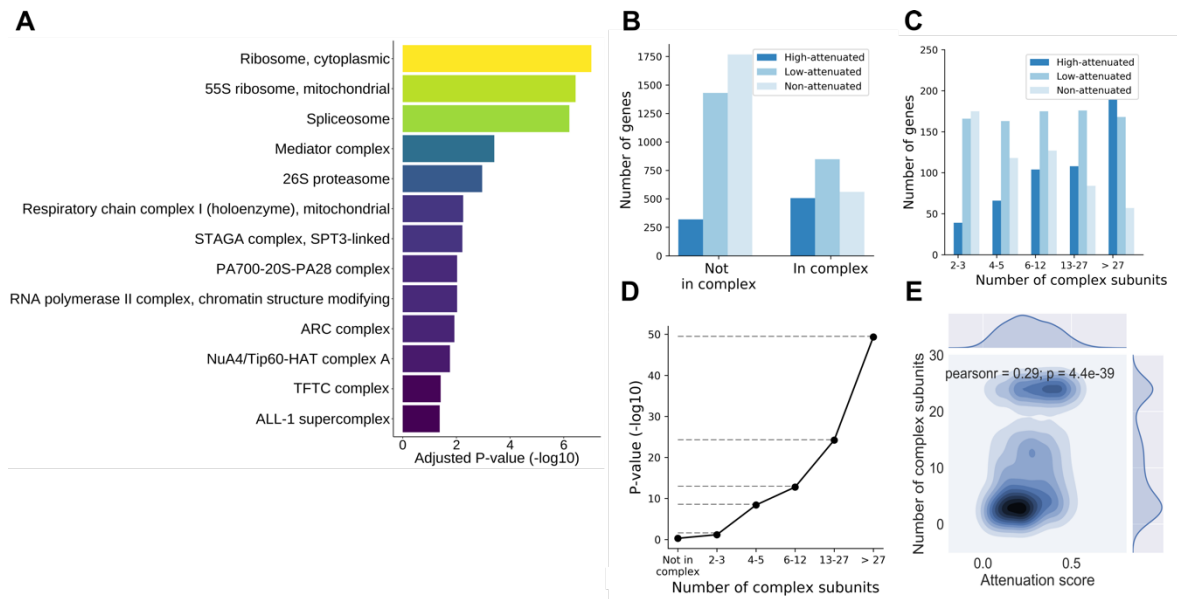 A
Ribosome, cytoplasmic
55S ribosome, mitochondrial
Spliceosome
Mediator complex
26S proteasome
Respiratory chain complex I (holoenzyme), mitochondrial
STAGA complex, SPT3-linked
PA700-20S-PA28 complex
RNA polymerase II complex, chromatin structure modifying
ARC complex
NuA4/Tip60-HAT complex A
TFTC complex
ALL-1 supercomplex
0 2 4 6
Adjusted P-value (-log10)
B
High-attenuated
Low-attenuated
Non-attenuated
1750
1500
1250
1000
750
500
250
0
Number of genes
Not
in complex
In complex
C
High-attenuated
Low-attenuated
Non-attenuated
250
200
150
100
50
0
Number of genes
2-3 4-5 6-12 13-27 > 27
Number of complex subunits
D
50
40
30
20
10
0
P-value (-log10)
Not in
complex
2-3 4-5 6-12 13-27 > 27
Number of complex subunits
E
pearsonr = 0.29; p = 4.4e-39
30
20
10
0
Number of complex subunits
0.0 0.5
Attenuation score